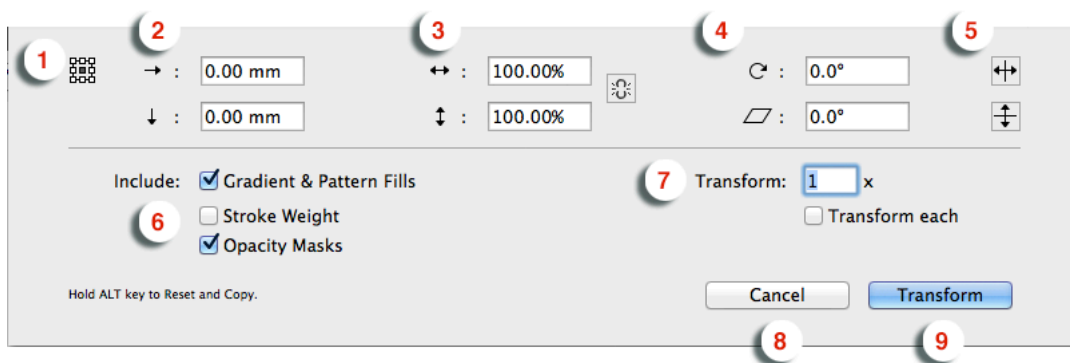 1 2 3 4 5
→ : 0.00 mm ↔ : 100.00% : 0.0°
↓ : 0.00 mm ↕ : 100.00% : 0.0°
Include: Gradient & Pattern Fills 7 Transform: 1 x
6 Stroke Weight Transform each
Opacity Masks
Hold ALT key to Reset and Copy. Cancel Transform
8 9